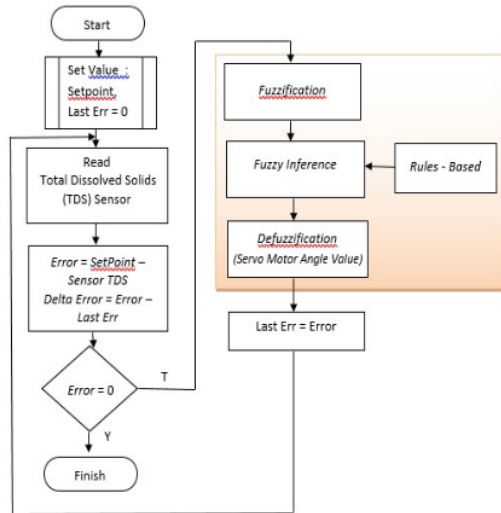 Start
Set Value :
Setpoint,
Last Err = 0
Read
Total Dissolved Solids
(TDS) Sensor
Error = SetPoint –
Sensor TDS
Delta Error = Error –
Last Err
Error = 0
T
Y
Finish
Fuzzification
Fuzzy Inference
Rules - Based
Defuzzification
(Servo Motor Angle Value)
Last Err = Error